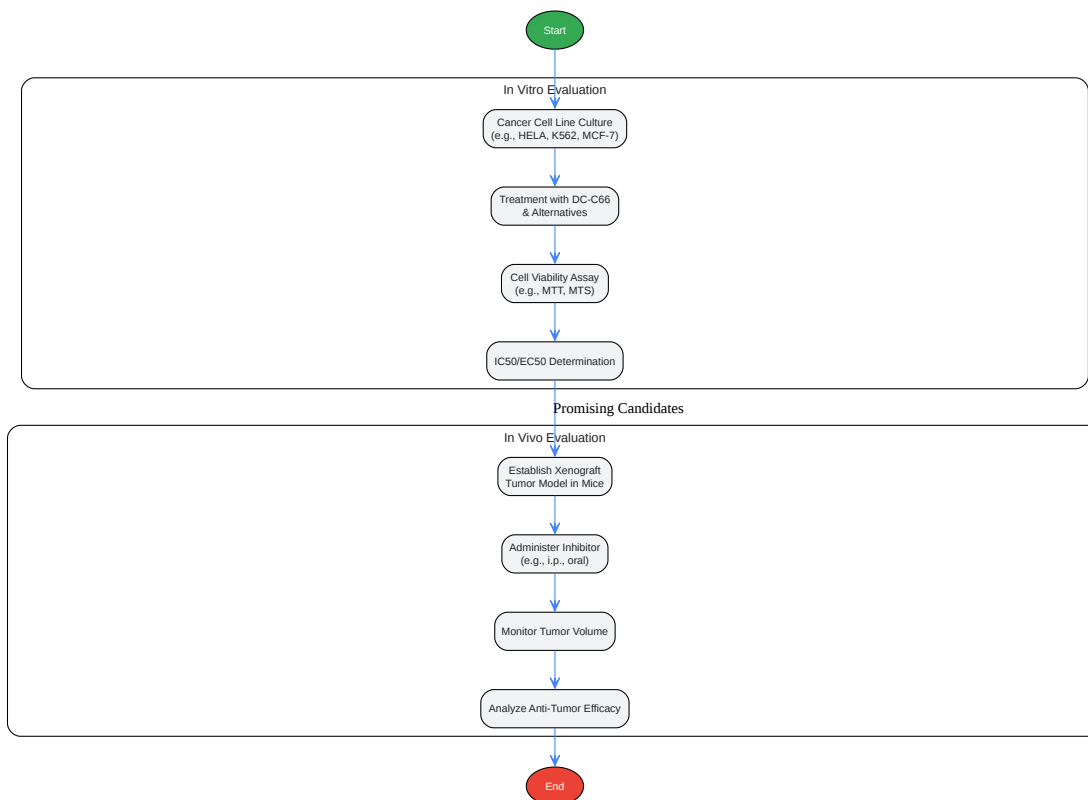 Start
In Vitro Evaluation
Cancer Cell Line Culture
(e.g., HELA, K562, MCF-7)
Treatment with DC-C66
& Alternatives
Cell Viability Assay
(e.g., MTT, MTS)
IC50/EC50 Determination
Promising Candidates
In Vivo Evaluation
Establish Xenograft
Tumor Model in Mice
Administer Inhibitor
(e.g., i.p., oral)
Monitor Tumor Volume
Analyze Anti-Tumor Efficacy
End